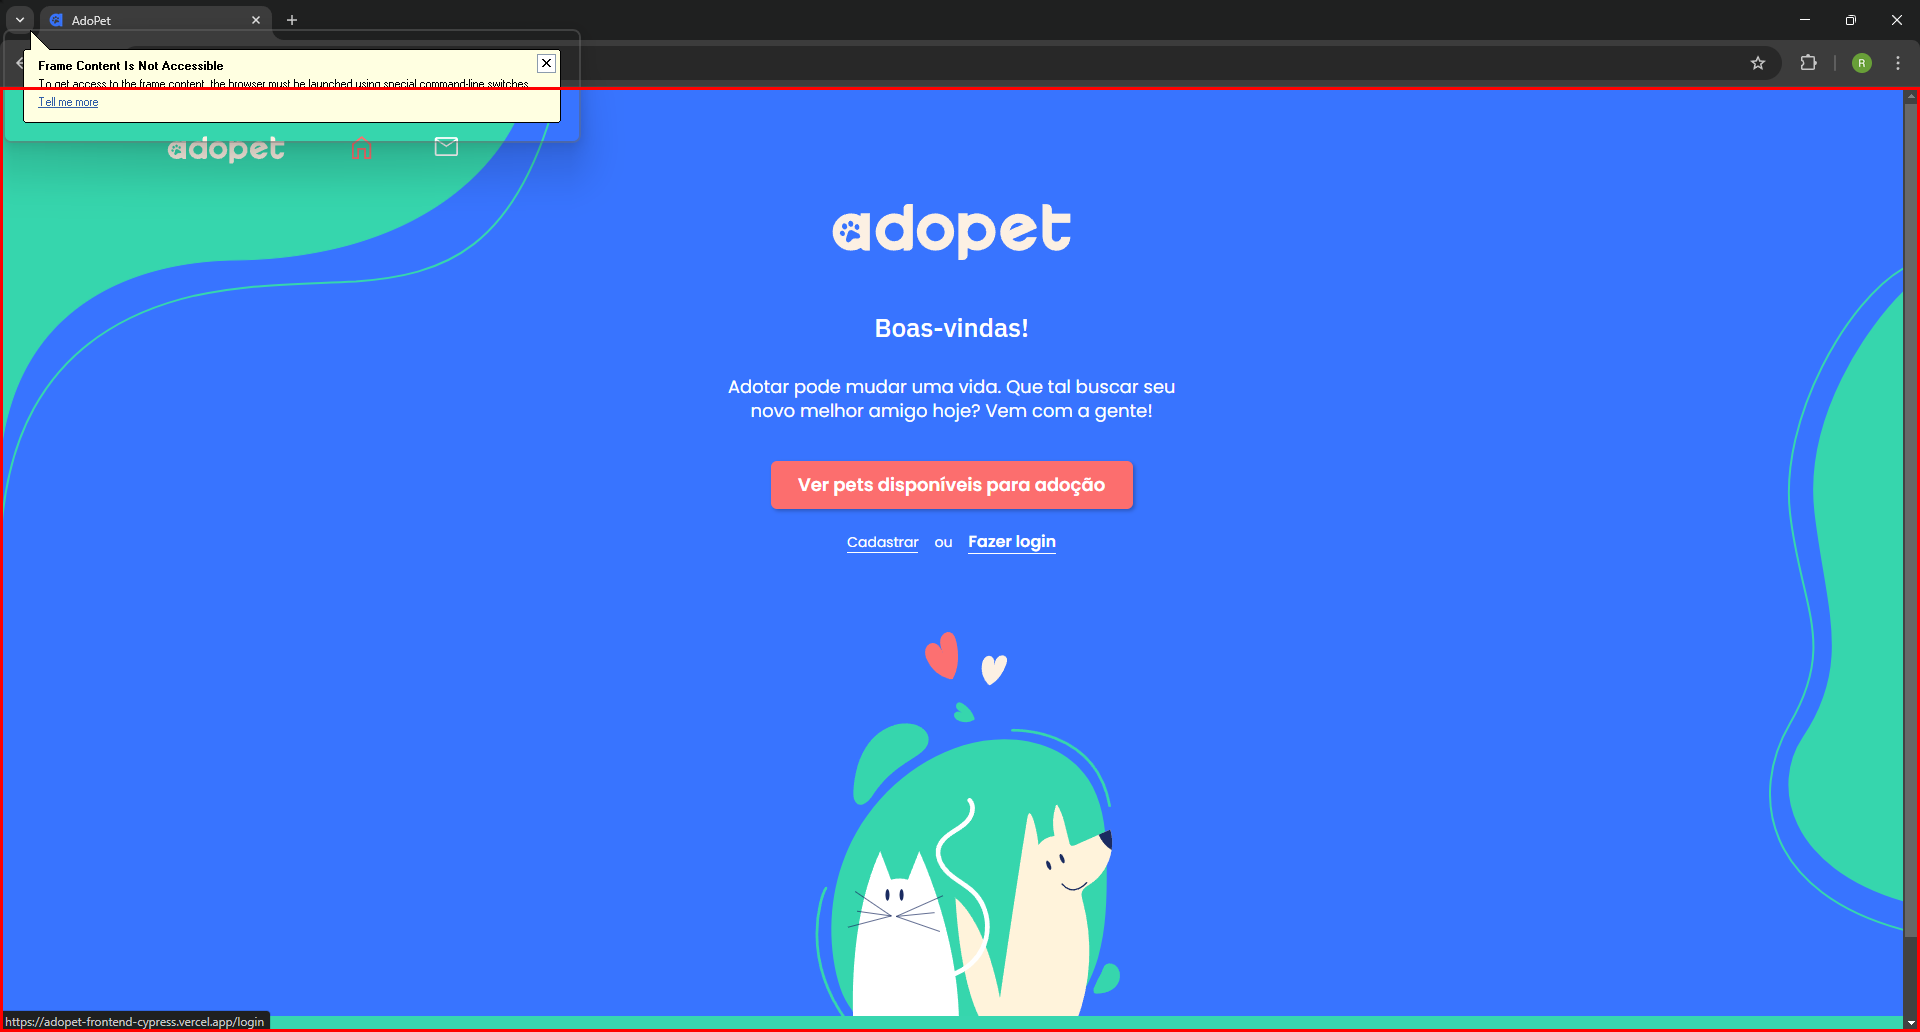 AdoPet
Frame Content Is Not Accessible
To get access to the frame content, the browser must be launched using special command-line switches.
Tell me more
R
adopet
adopet
Boas-vindas!
Adotar pode mudar uma vida. Que tal buscar seu
novo melhor amigo hoje? Vem com a gente!
Ver pets disponíveis para adoção
Cadastrar ou Fazer login
https://adopet-frontend-cypress.vercel.app/login